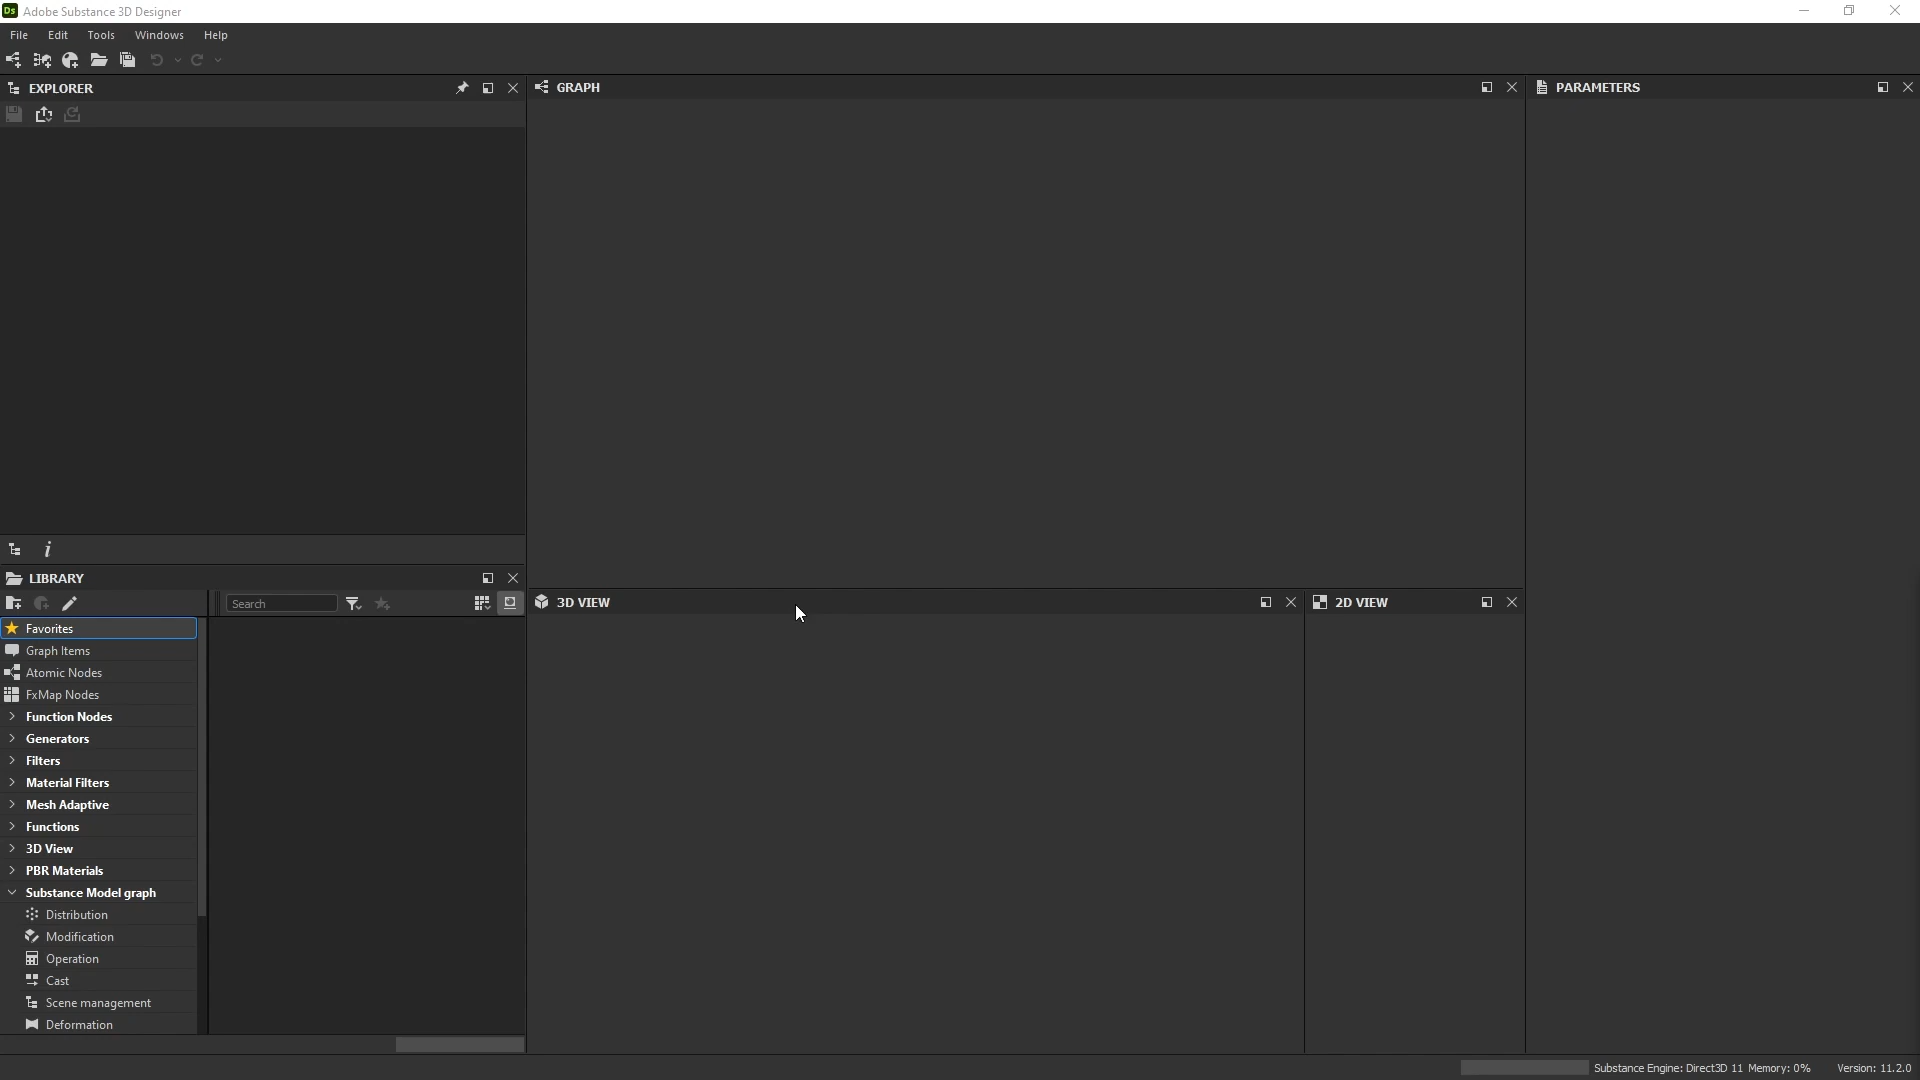 Ds Adobe Substance 3D Designer
File Edit Tools Windows Help
EXPLORER
GRAPH
PARAMETERS
i
LIBRARY
Search
3D VIEW
2D VIEW
Favorites
Graph Items
Atomic Nodes
FxMap Nodes
Function Nodes
Generators
Filters
Material Filters
Mesh Adaptive
Functions
3D View
PBR Materials
Substance Model graph
Distribution
Modification
Operation
Cast
Scene management
Deformation
Substance Engine: Direct3D 11 Memory: 0% Version: 11.2.0